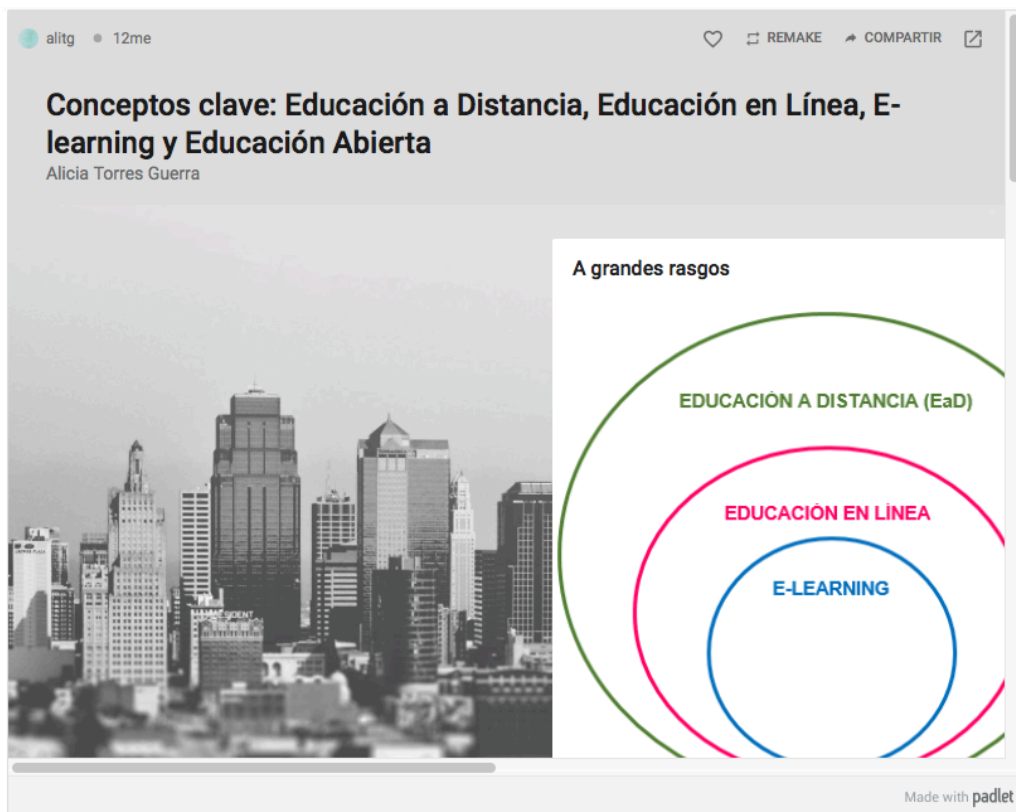 alitg • 12me
REMAKE COMPARTIR
Conceptos clave: Educación a Distancia, Educación en Línea, E-
learning y Educación Abierta
Alicia Torres Guerra
A grandes rasgos
EDUCACIÓN A DISTANCIA (EaD)
EDUCACIÓN EN LÍNEA
E-LEARNING
PRESIDENT
Made with padlet